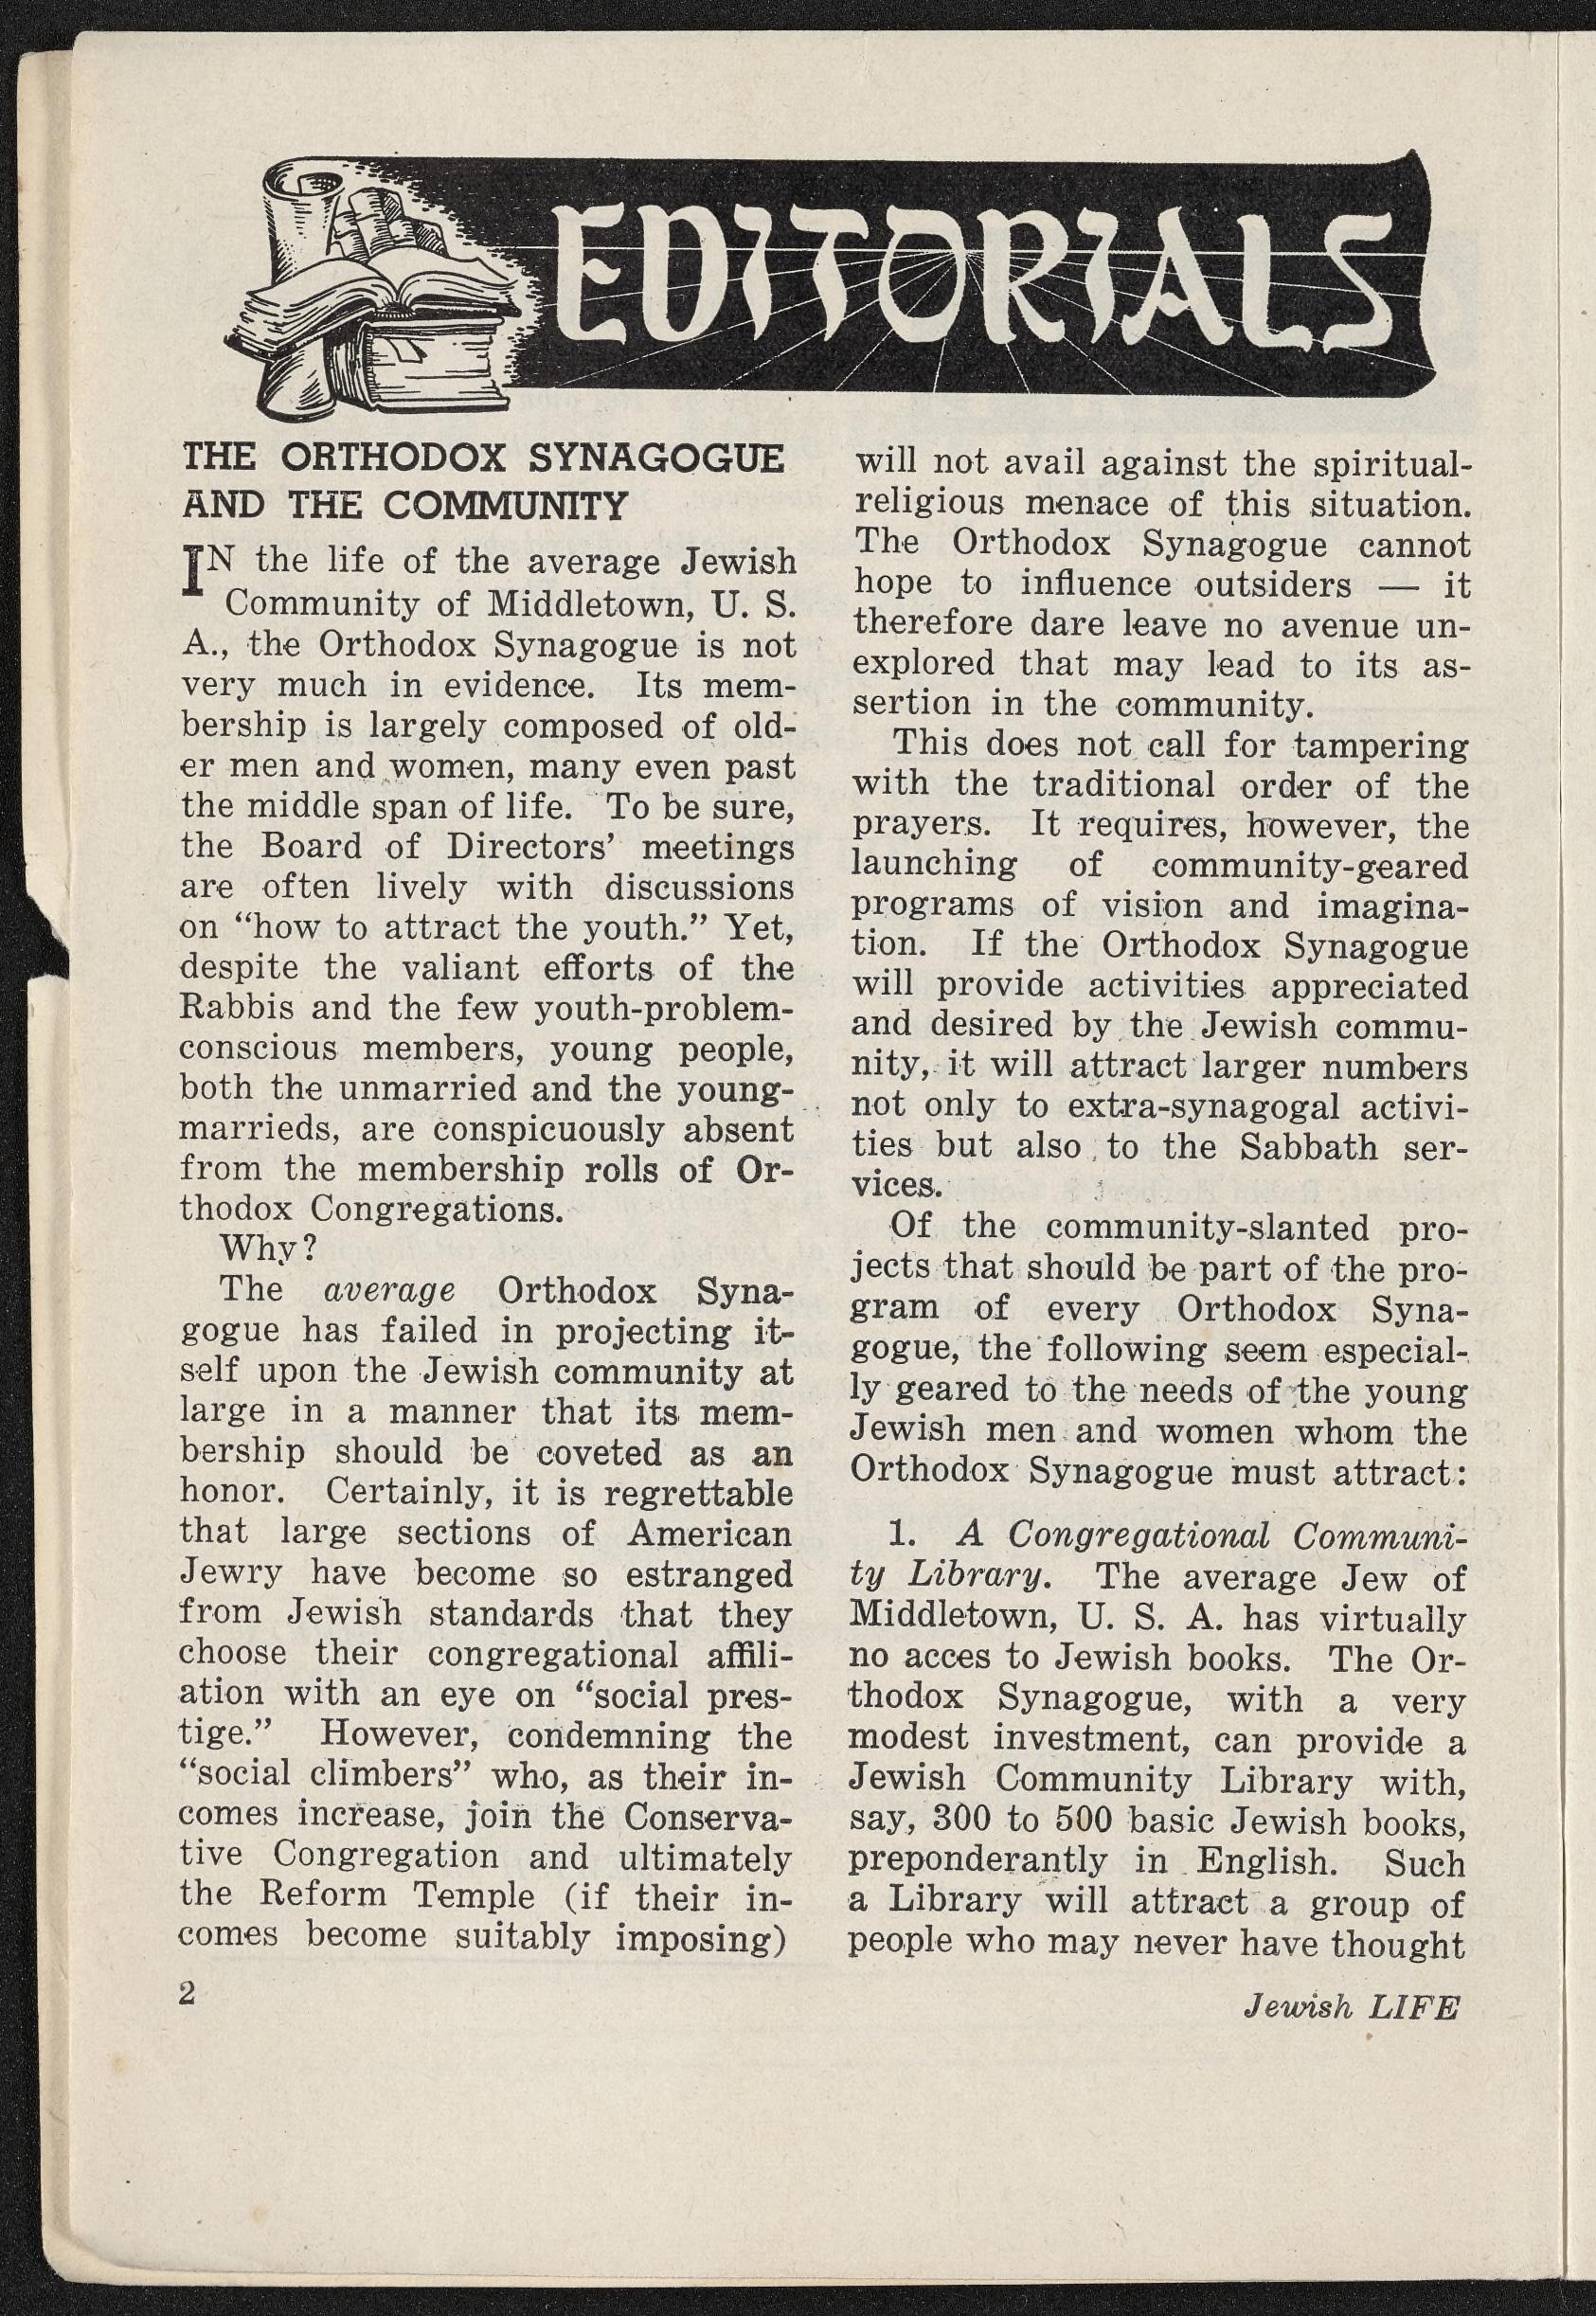 EDITORIALS
THE ORTHODOX SYNAGOGUE
AND THE COMMUNITY
IN the life of the average Jewish
Community of Middletown, U. S.
A., the Orthodox Synagogue is not
very much in evidence. Its mem-
bership is largely composed of old-
er men and women, many even past
the middle span of life. To be sure,
the Board of Directors' meetings
are often lively with discussions
on "how to attract the youth." Yet,
despite the valiant efforts of the
Rabbis and the few youth-problem-
conscious members, young people,
both the unmarried and the young-
marrieds, are conspicuously absent
from the membership rolls of Or-
thodox Congregations.
Why?
The average Orthodox Syna-
gogue has failed in projecting it-
self upon the Jewish community at
large in a manner that its mem-
bership should be coveted as an
honor. Certainly, it is regrettable
that large sections of American
Jewry have become so estranged
from Jewish standards that they
choose their congregational affili-
ation with an eye on "social pres-
tige." However, condemning the
"social climbers" who, as their in-
comes increase, join the Conserva-
tive Congregation and ultimately
the Reform Temple (if their in-
comes become suitably imposing)
will not avail against the spiritual-
religious menace of this situation.
The Orthodox Synagogue cannot
hope to influence outsiders — it
therefore dare leave no avenue un-
explored that may lead to its as-
sertion in the community.
This does not call for tampering
with the traditional order of the
prayers. It requires, however, the
launching of community-geared
programs of vision and imagina-
tion. If the Orthodox Synagogue
will provide activities appreciated
and desired by the Jewish commu-
nity, it will attract larger numbers
not only to extra-synagogal activi-
ties but also to the Sabbath ser-
vices.
Of the community-slanted pro-
jects that should be part of the pro-
gram of every Orthodox Syna-
gogue, the following seem especial-
ly geared to the needs of the young
Jewish men and women whom the
Orthodox Synagogue must attract:
1. A Congregational Communi-
ty Library. The average Jew of
Middletown, U. S. A. has virtually
no acces to Jewish books. The Or-
thodox Synagogue, with a very
modest investment, can provide a
Jewish Community Library with,
say, 300 to 500 basic Jewish books,
preponderantly in English. Such
a Library will attract a group of
people who may never have thought
2
Jewish LIFE